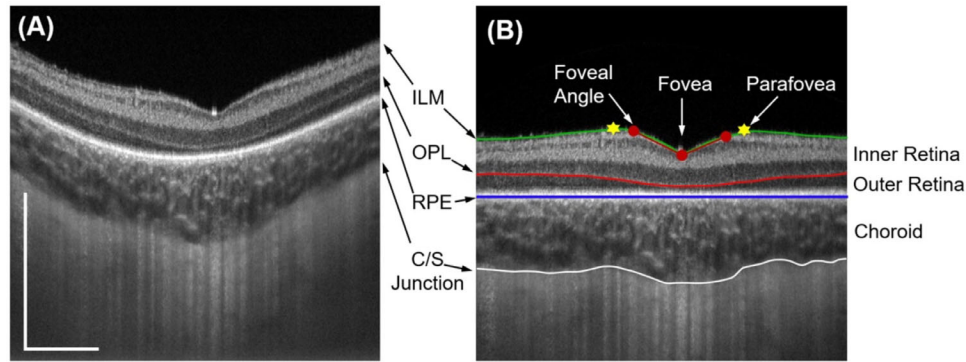 (A)
(B)
Foveal
Angle
Fovea
Parafovea
ILM
OPL
RPE
C/S
Junction
Inner Retina
Outer Retina
Choroid